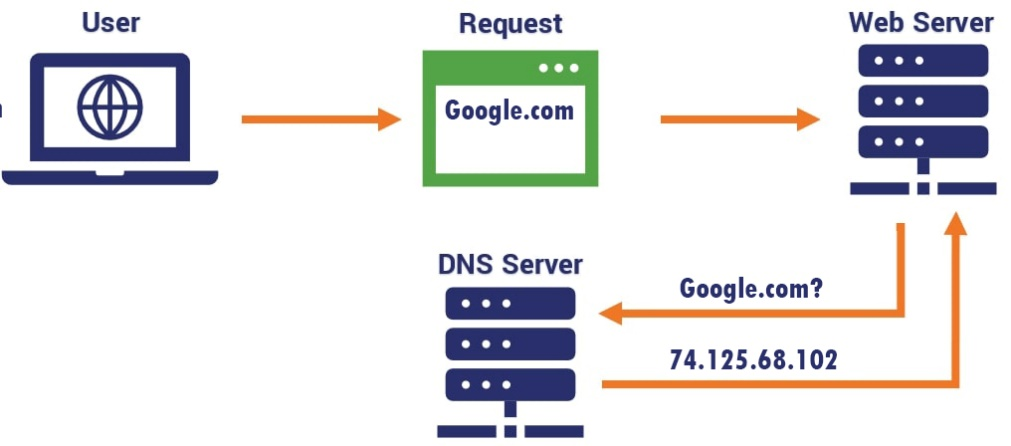 User
Request
Web Server
Google.com
DNS Server
Google.com?
74.125.68.102